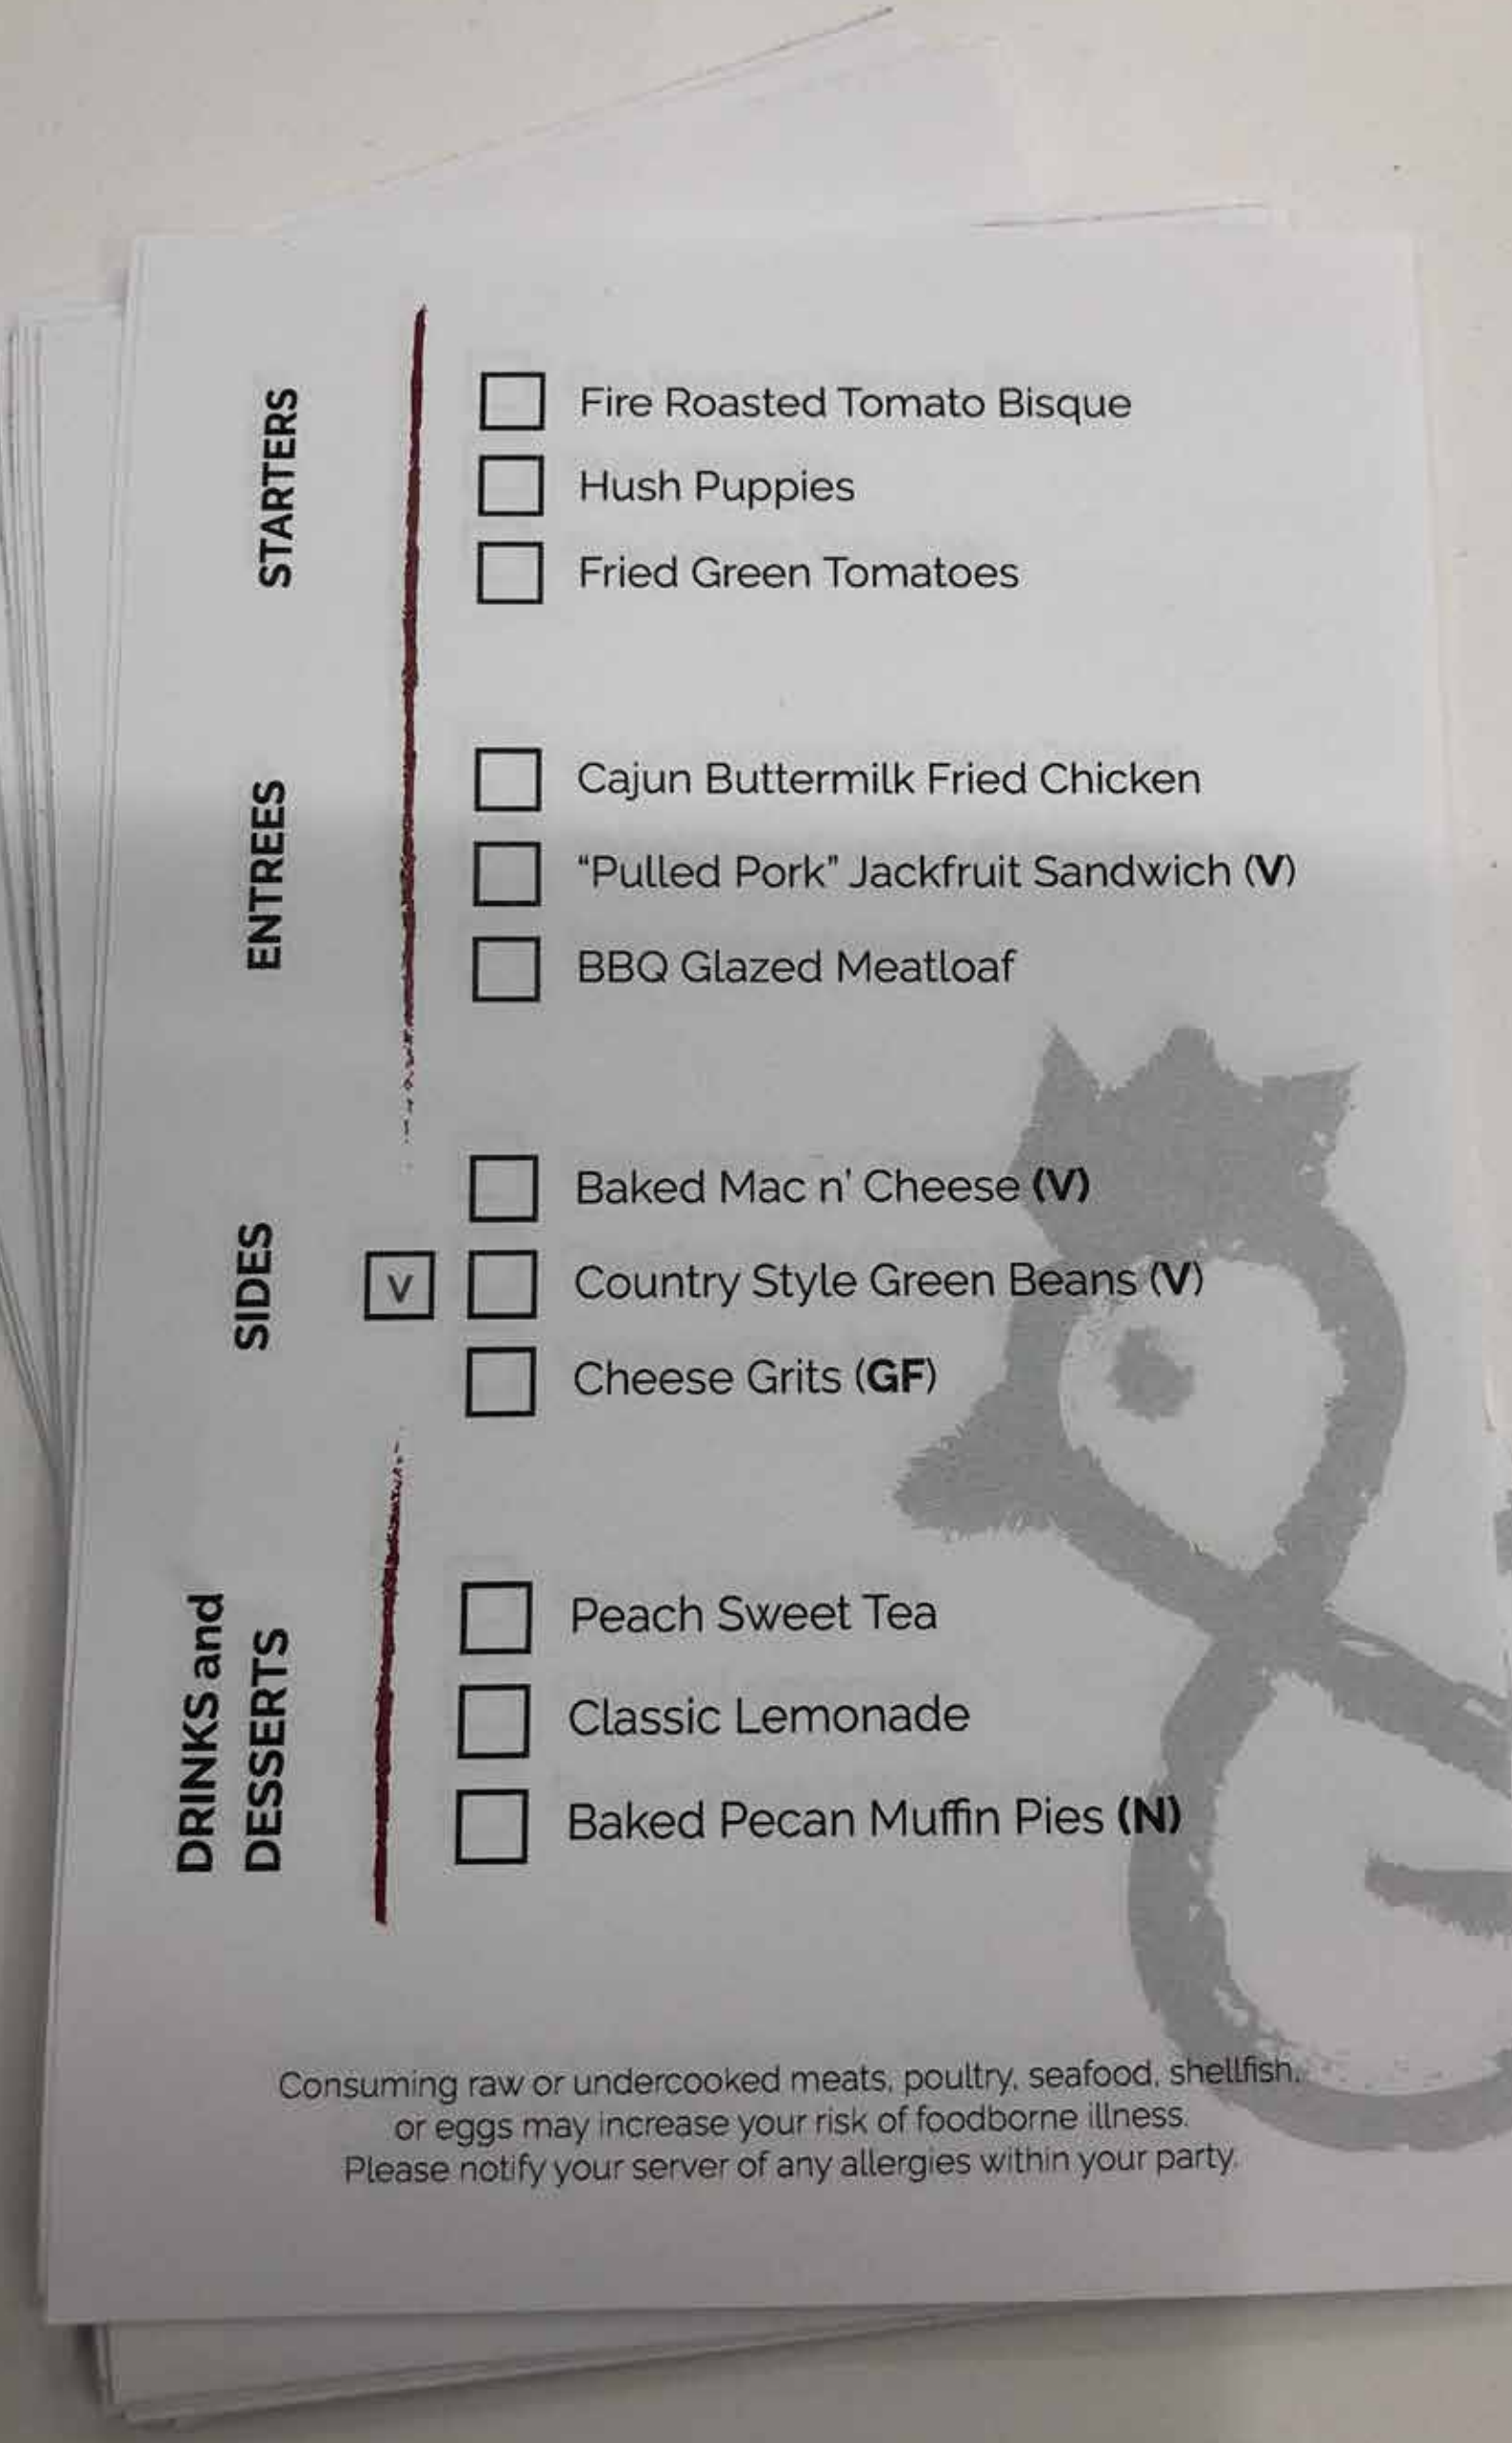 STARTERS
Fire Roasted Tomato Bisque
Hush Puppies
Fried Green Tomatoes
ENTREES
Cajun Buttermilk Fried Chicken
“Pulled Pork” Jackfruit Sandwich (V)
BBQ Glazed Meatloaf
SIDES
Baked Mac n' Cheese (V)
V Country Style Green Beans (V)
Cheese Grits (GF)
DRINKS and
DESSERTS
Peach Sweet Tea
Classic Lemonade
Baked Pecan Muffin Pies (N)
Consuming raw or undercooked meats, poultry, seafood, shellfish,
or eggs may increase your risk of foodborne illness.
Please notify your server of any allergies within your party.